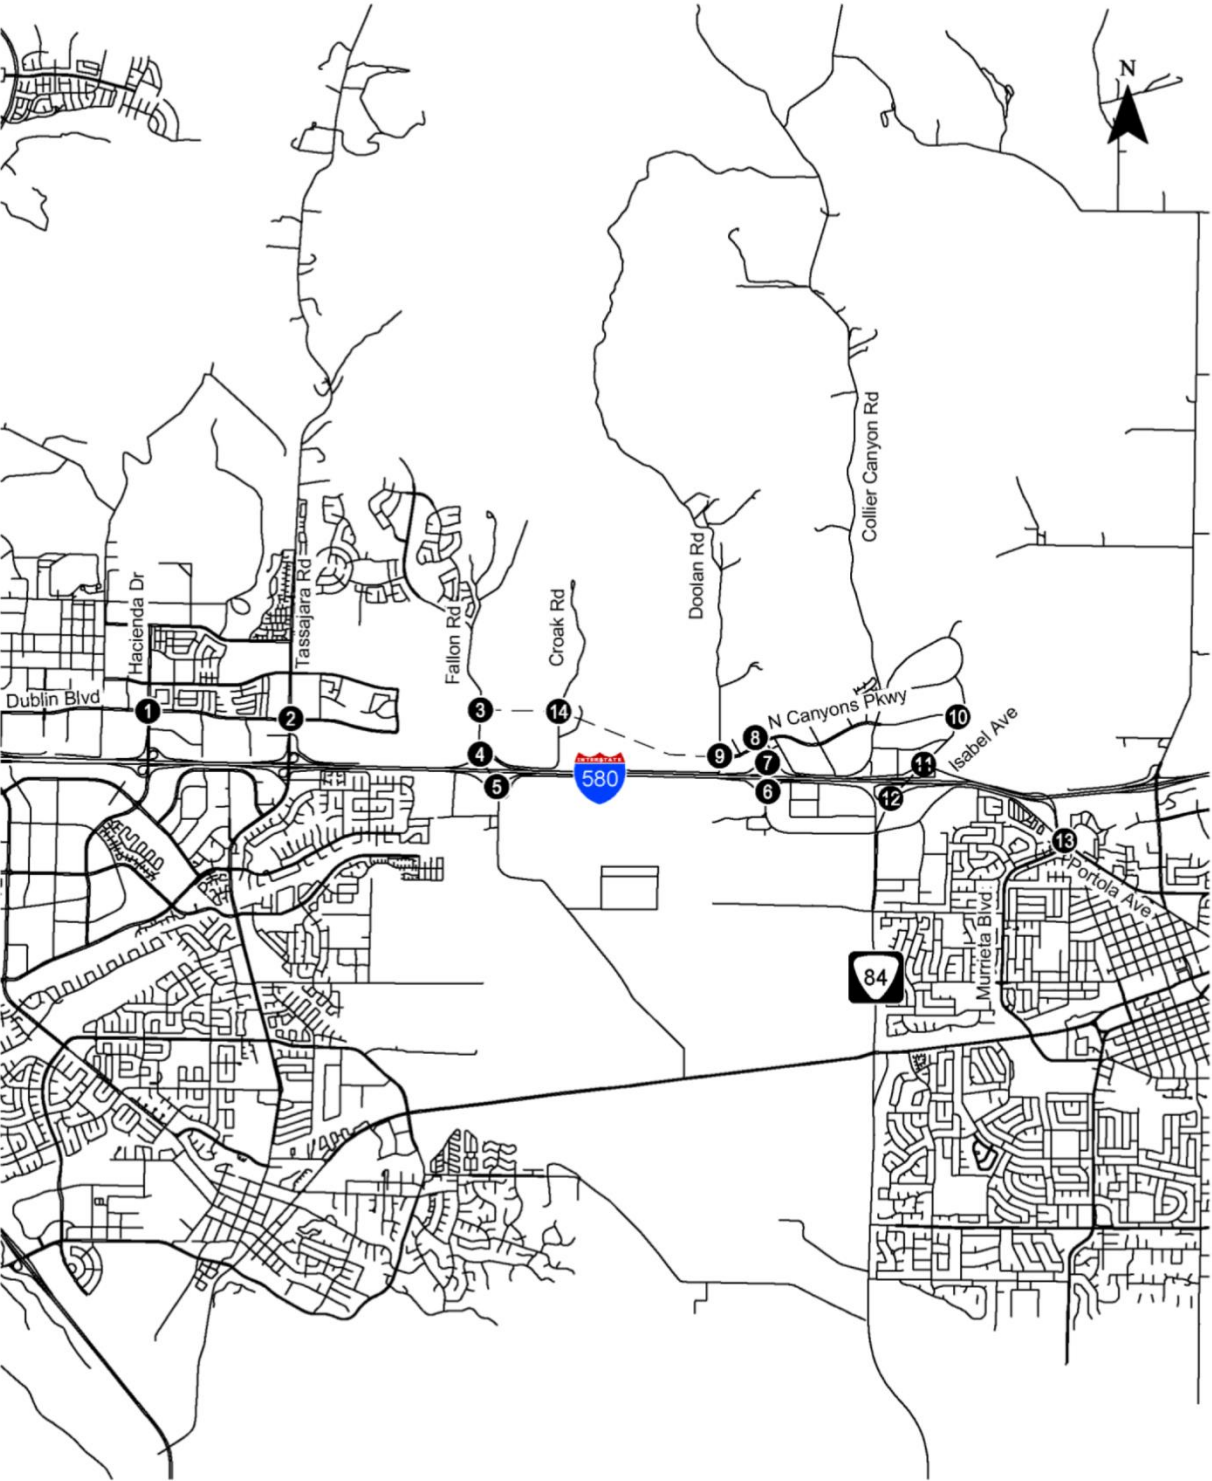 N
Collier Canyon Rd
Hacienda Dr
Tassajara Rd
Fallon Rd
Croak Rd
Doolan Rd
Dublin Blvd
1
2
3
14
N Canyons Pkwy
10
Isabel Ave
4
9
8
7
11
5
INTERSTATE
580
6
12
13
Portola Ave
Murrieta Blvd
84